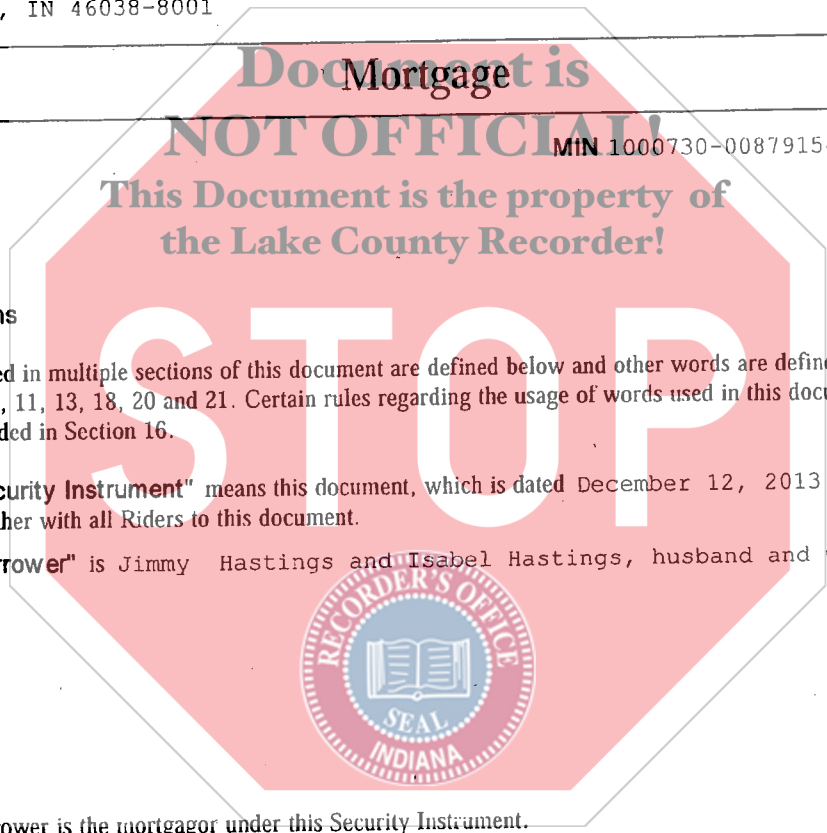 , IN 46038-8001
Document is
Mortgage
NOT OFFICIAL!
MIN 1000730-0087915-
This Document is the property of
the Lake County Recorder!
ns
STOP
ed in multiple sections of this document are defined below and other words are define
, 11, 13, 18, 20 and 21. Certain rules regarding the usage of words used in this docu
ded in Section 16.
curity Instrument" means this document, which is dated December 12, 2013
her with all Riders to this document.
rrower" is Jimmy Hastings and Isabel Hastings, husband and
RECORDER'S OFFICE
SEAL
INDIANA
ower is the mortgagor under this Security Instrument.